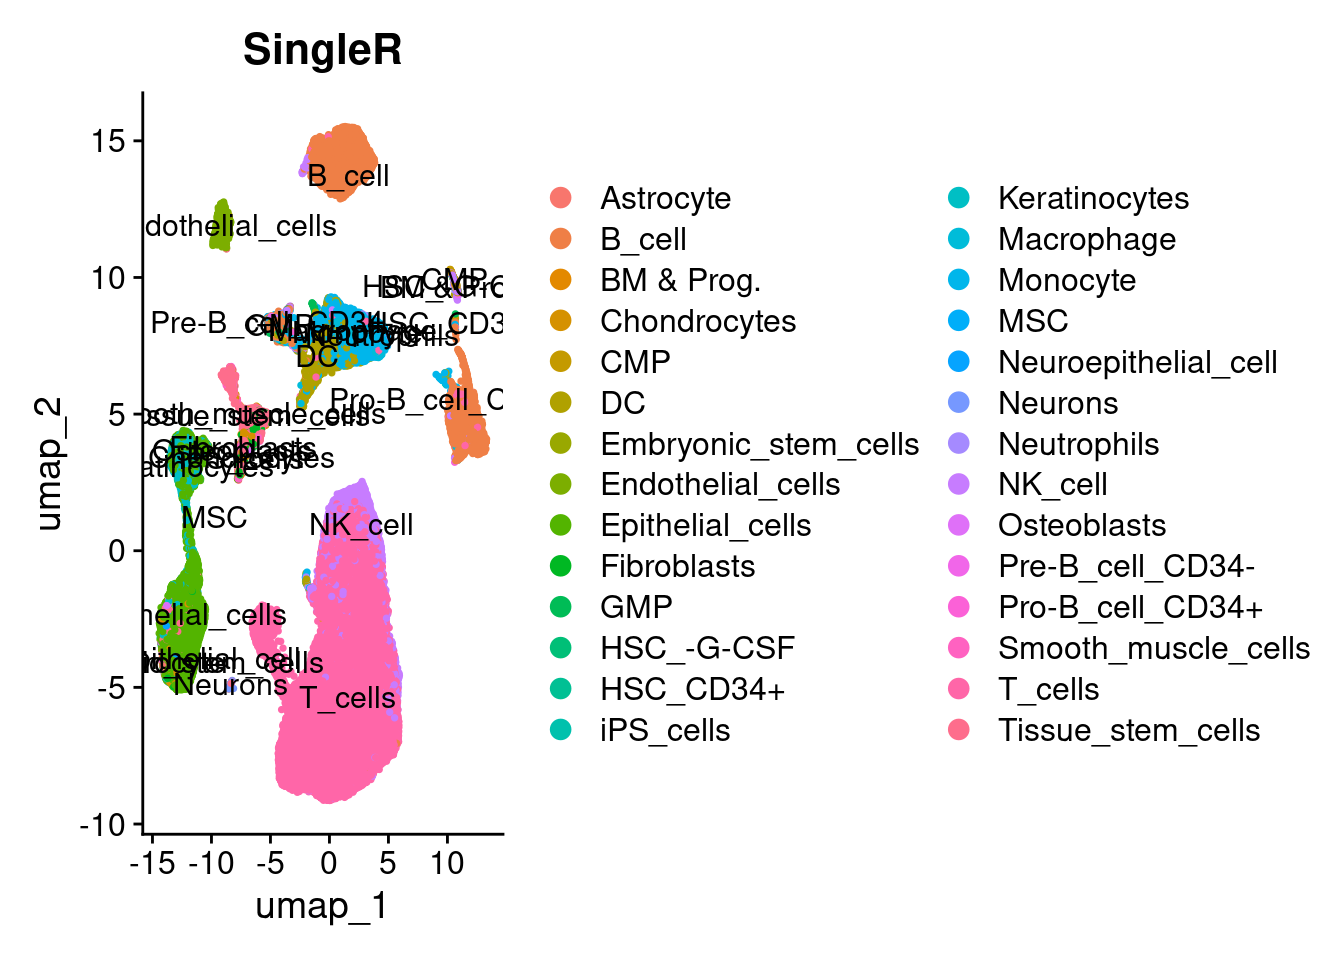 SingleR
15
10
5
0
-5
-10
umap_2
B_cell
dothelial_cells
Pro-B_cell_C
MSC
NK_cell
Neurons
T_cells
DC
-15 -10 -5 0 5 10
umap_1
Astrocyte
B_cell
BM & Prog.
Chondrocytes
CMP
DC
Embryonic_stem_cells
Endothelial_cells
Epithelial_cells
Fibroblasts
GMP
HSC_-G-CSF
HSC_CD34+
iPS_cells
Keratinocytes
Macrophage
Monocyte
MSC
Neuroepithelial_cell
Neurons
Neutrophils
NK_cell
Osteoblasts
Pre-B_cell_CD34-
Pro-B_cell_CD34+
Smooth_muscle_cells
T_cells
Tissue_stem_cells